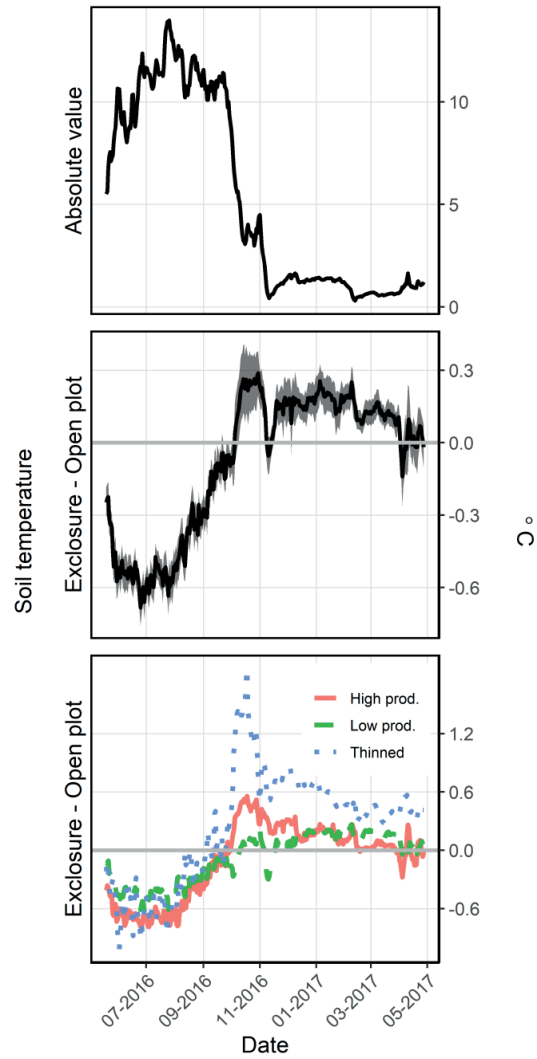 Soil temperature
Absolute value
10
5
0
Exclosure - Open plot
0.3
0.0
-0.3
-0.6
° C
Exclosure - Open plot
High prod.
Low prod.
Thinned
1.2
0.6
0.0
-0.6
07-2016
09-2016
11-2016
01-2017
03-2017
05-2017
Date